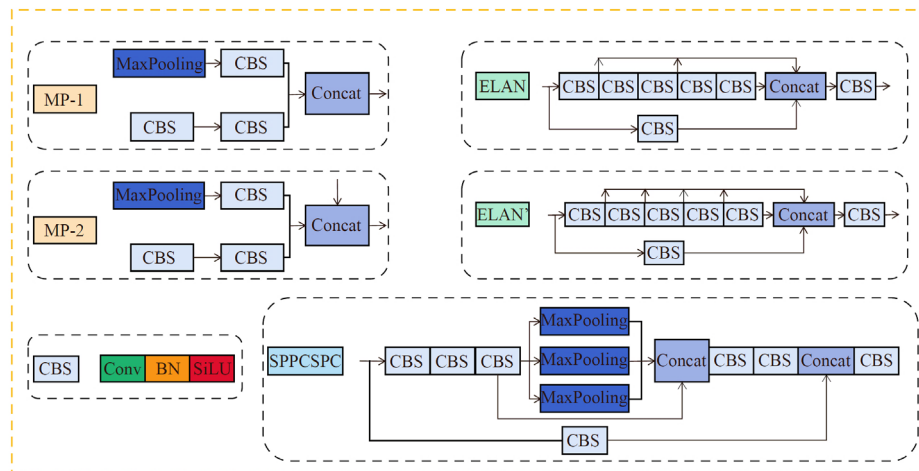 MP-1
MaxPooling CBS
CBS CBS
Concat
ELAN
CBS CBS CBS CBS CBS Concat CBS
CBS
MP-2
MaxPooling CBS
CBS CBS
Concat
ELAN'
CBS CBS CBS CBS CBS Concat CBS
CBS
CBS Conv BN SiLU
SPPCSPC
CBS CBS CBS
MaxPooling
MaxPooling
MaxPooling
Concat CBS CBS Concat CBS
CBS